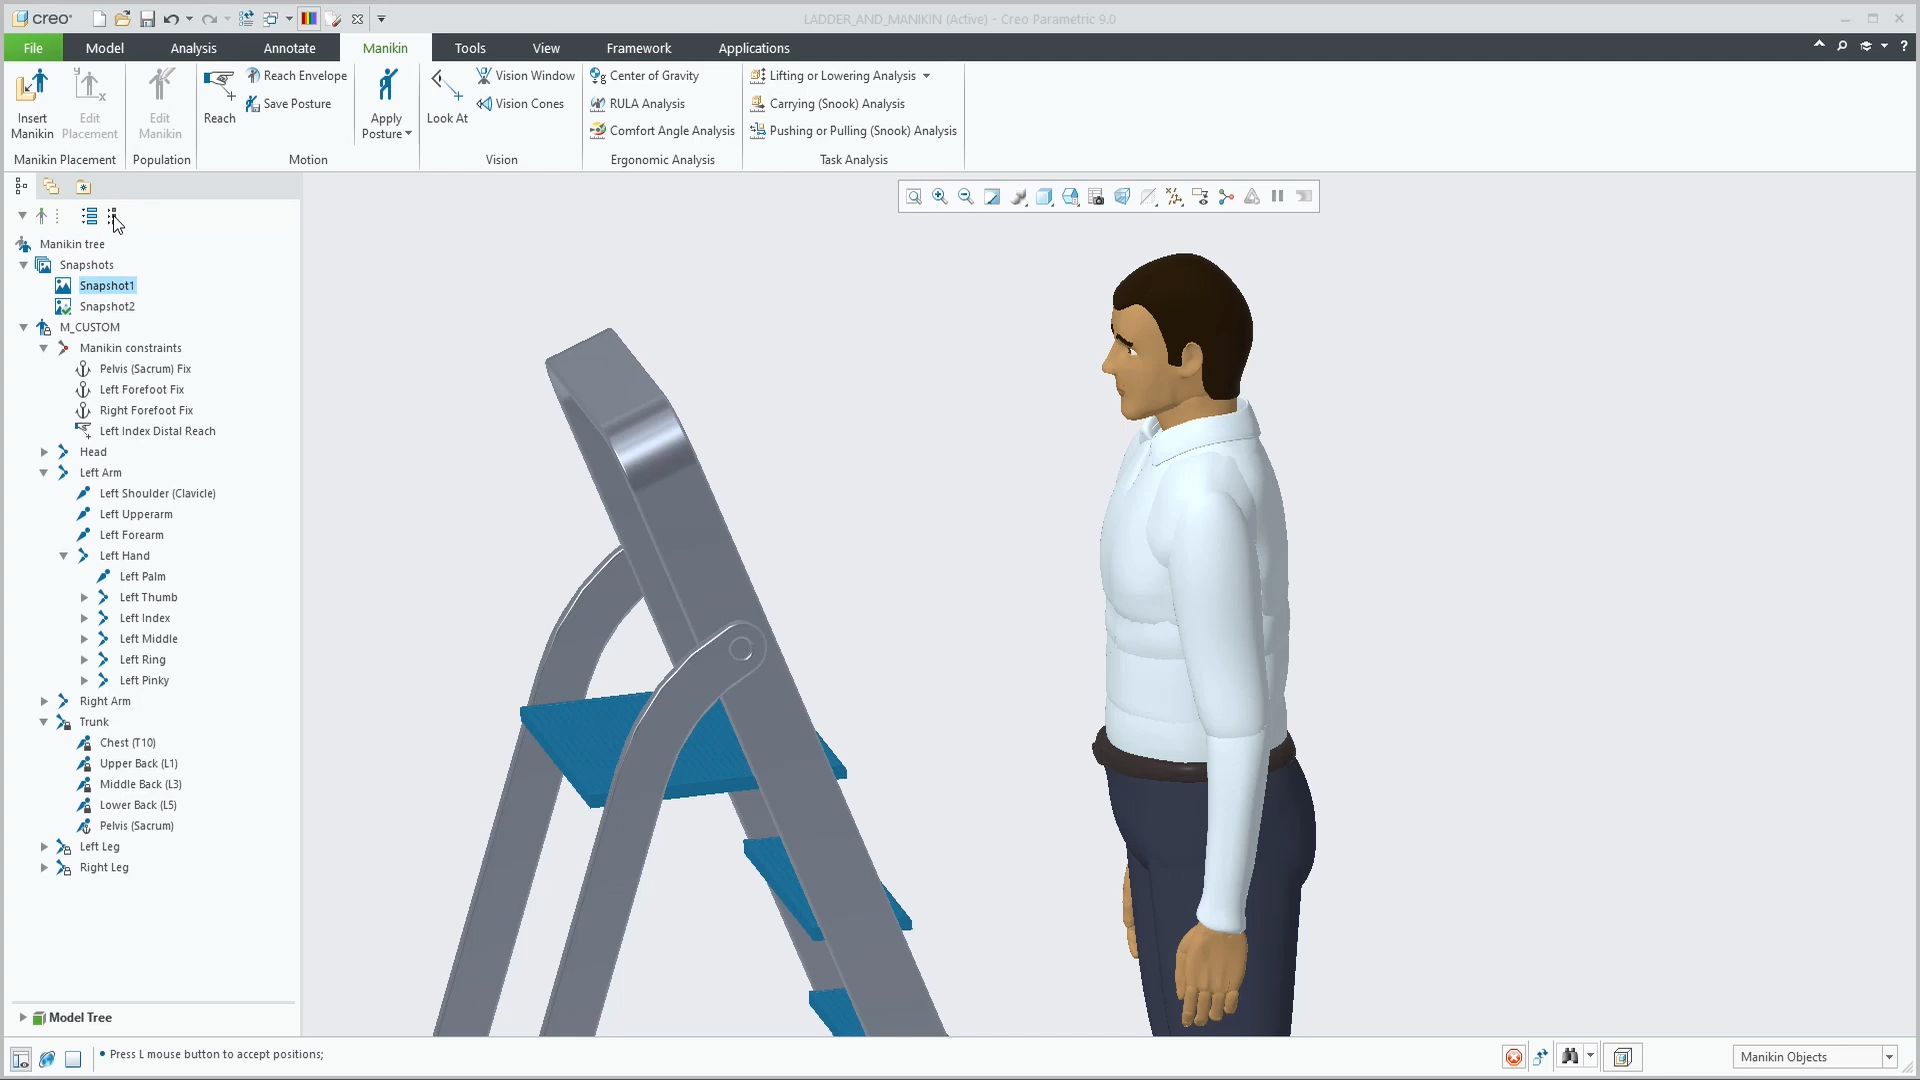 creo
LADDER_AND_MANIKIN (Active) - Creo Parametric 9.0
File Model Analysis Annotate Manikin Tools View Framework Applications
Insert Manikin
Edit Placement
Manikin Placement
Edit Manikin
Population
Reach
Reach Envelope
Save Posture
Apply Posture
Motion
Look At
Vision Window
Vision Cones
Vision
Center of Gravity
RULA Analysis
Comfort Angle Analysis
Ergonomic Analysis
Lifting or Lowering Analysis
Carrying (Snook) Analysis
Pushing or Pulling (Snook) Analysis
Task Analysis
Manikin tree
Snapshots
Snapshot1
Snapshot2
M_CUSTOM
Manikin constraints
Pelvis (Sacrum) Fix
Left Forefoot Fix
Right Forefoot Fix
Left Index Distal Reach
Head
Left Arm
Left Shoulder (Clavicle)
Left Upperarm
Left Forearm
Left Hand
Left Palm
Left Thumb
Left Index
Left Middle
Left Ring
Left Pinky
Right Arm
Trunk
Chest (T10)
Upper Back (L1)
Middle Back (L3)
Lower Back (L5)
Pelvis (Sacrum)
Left Leg
Right Leg
Model Tree
• Press L mouse button to accept positions;
Manikin Objects